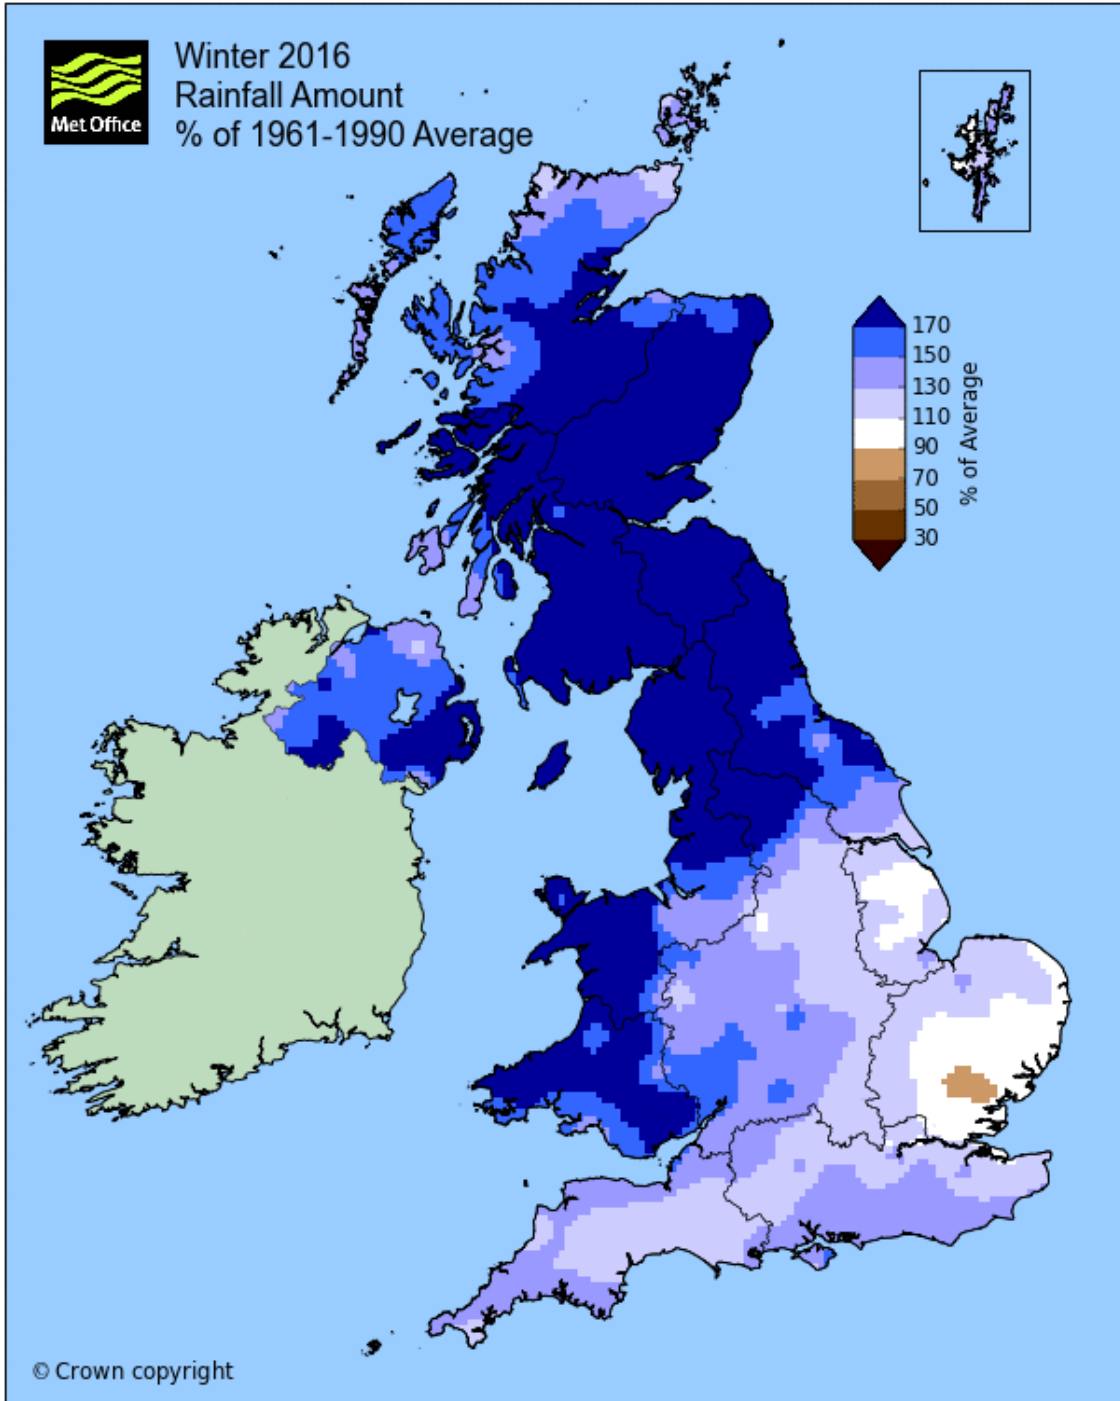 Met Office
Winter 2016
Rainfall Amount
% of 1961-1990 Average
170
150
130
110
90
70
50
30
% of Average
© Crown copyright